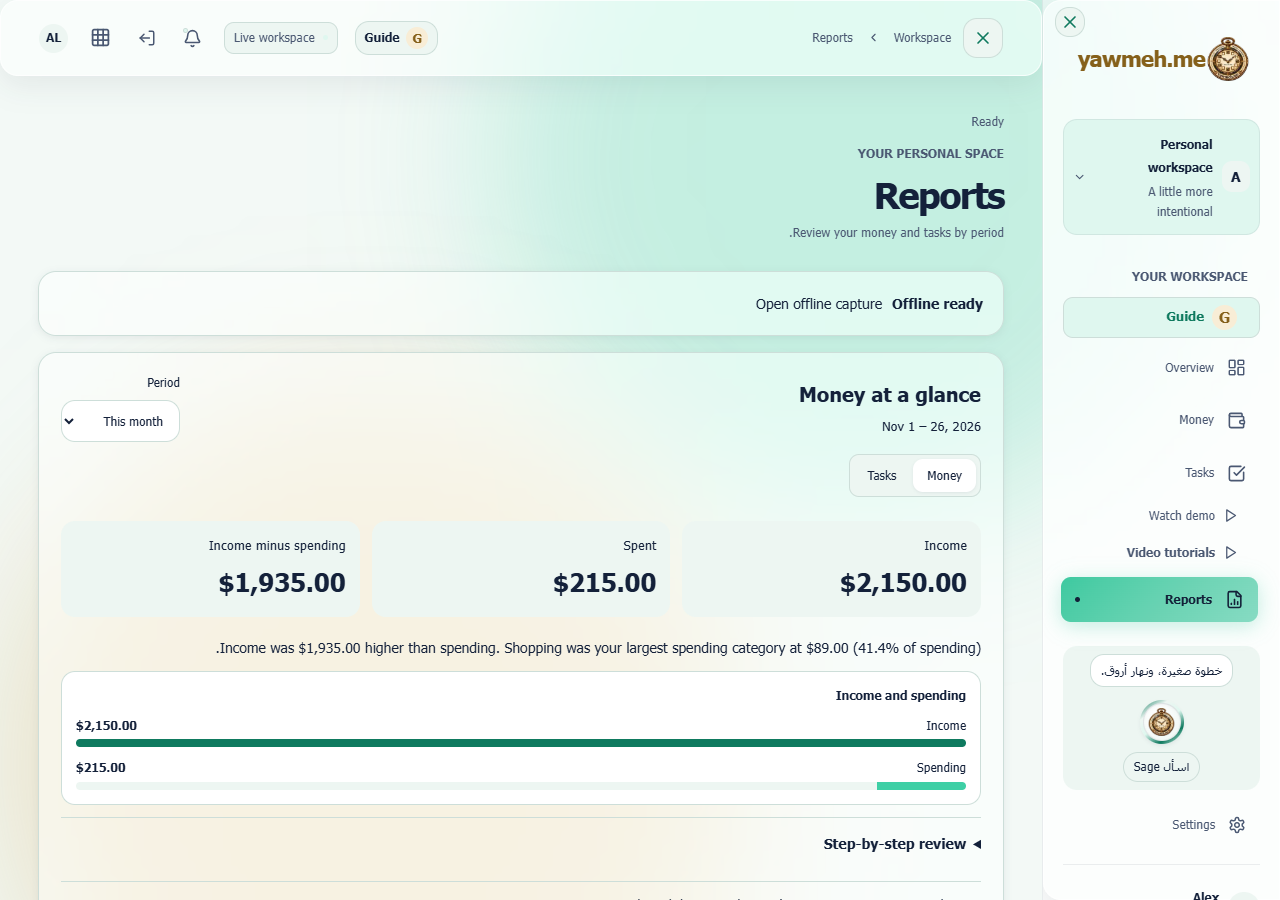 AL
Live workspace
Guide G
Reports < Workspace
yawmeh.me
Personal workspace
A
A little more intentional
YOUR WORKSPACE
Guide G
Overview
Money
Tasks
Watch demo
Video tutorials
Reports
خطوة صغيرة، ونهار أروق.
اسأل Sage
Settings
Alex
Ready
YOUR PERSONAL SPACE
Reports
.Review your money and tasks by period
Open offline capture Offline ready
Period
This month
Money at a glance
Nov 1 – 26, 2026
Tasks Money
Income minus spending
$1,935.00
Spent
$215.00
Income
$2,150.00
.Income was $1,935.00 higher than spending. Shopping was your largest spending category at $89.00 (41.4% of spending)
Income and spending
$2,150.00 Income
$215.00 Spending
Step-by-step review